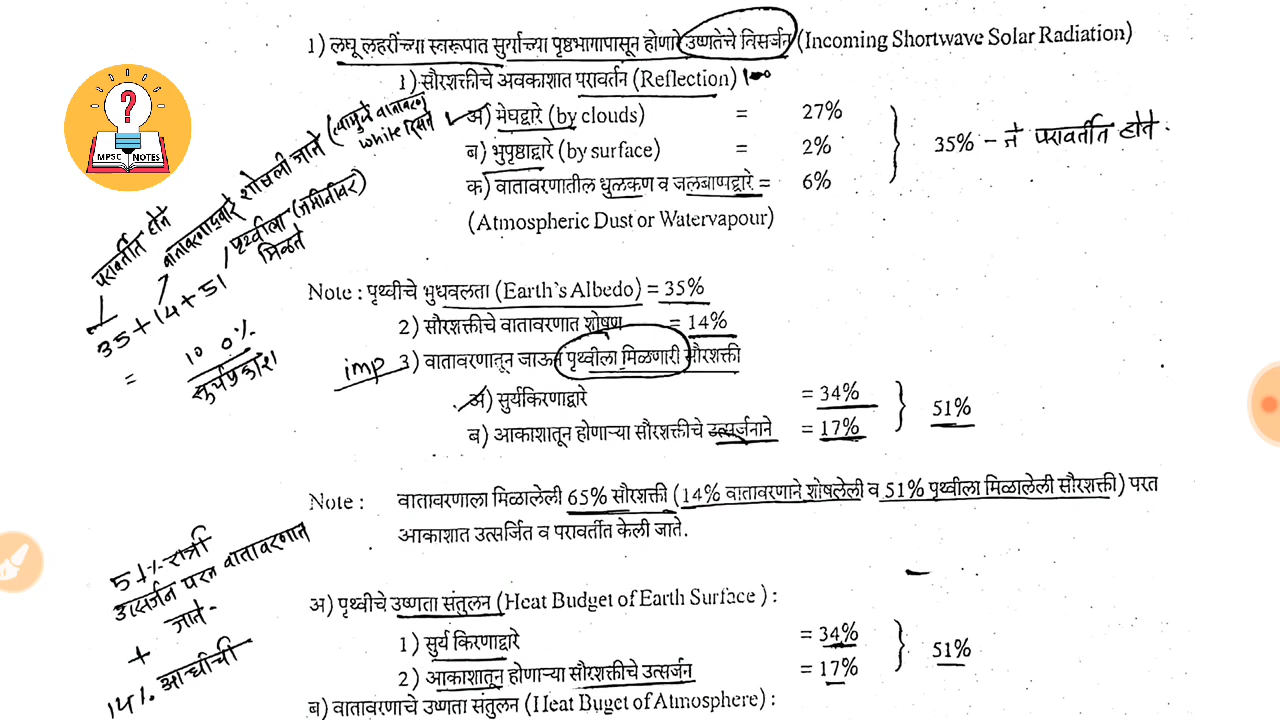 1) लघू लहरींच्या स्वरूपात सुर्याच्या पृष्ठभागापासून होणारे उष्णतेचे विसर्जन (Incoming Shortwave Solar Radiation)
1) सौरशक्तीचे अवकाशात परावर्तन (Reflection)
अ) मेघद्वारे (by clouds) = 27%
ब) भुपृष्ठाद्वारे (by surface) = 2%
35% - ने परावर्तीत होते.
क) वातावरणातील धुळकण व जलबाष्पद्वारे = 6%
(Atmospheric Dust or Watervapour)
MPSC NOTES
परावर्तीत होते
वातावरणाद्वारे शोषली जाते (त्यामुळे वातावरण
white दिसते
पृथ्वीला (जमिनीवर)
मिळते
35+14+51
= 100%
सुर्यप्रकाश
Note : पृथ्वीचे भुधवलता (Earth's Albedo) = 35%
2) सौरशक्तीचे वातावरणात शोषण = 14%
imp 3) वातावरणातून जाऊन पृथ्वीला मिळणारी सौरशक्ती
अ) सुर्यकिरणाद्वारे = 34%
51%
ब) आकाशातून होणाऱ्या सौरशक्तीचे उत्सर्जनाने = 17%
Note : वातावरणाला मिळालेली 65% सौरशक्ती (14% वातावरणाने शोषलेली व 51% पृथ्वीला मिळालेली सौरशक्ती) परत
आकाशात उत्सर्जित व परावर्तीत केली जाते.
51% रात्री
उत्सर्जन परत वातावरणात
जाते-
+
14% आधीची
अ) पृथ्वीचे उष्णता संतुलन (Heat Budget of Earth Surface) :
1) सुर्य किरणाद्वारे = 34%
51%
2) आकाशातून होणाऱ्या सौरशक्तीचे उत्सर्जन = 17%
ब) वातावरणाचे उष्णता संतुलन (Heat Buget of Atmosphere) :